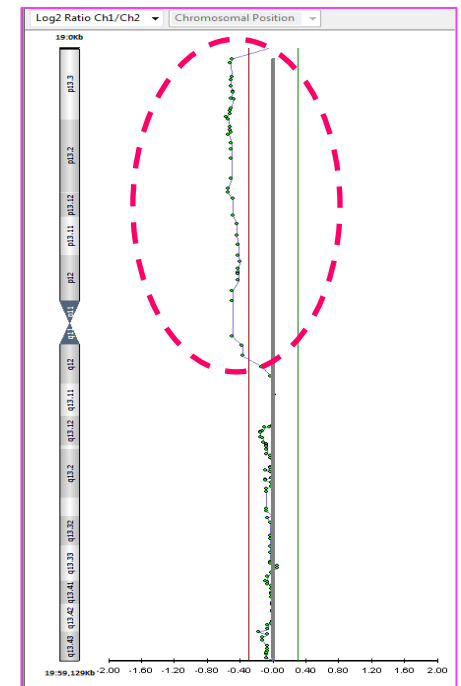 Log2 Ratio Ch1/Ch2
Chromosomal Position
19:0Kb
p13.3
p13.2
p13.12
p13.11
p12
q12
q13.11
q13.12
q13.2
q13.32
q13.33
q13.41
q13.42
q13.43
19:59,129Kb
-2.00 -1.60 -1.20 -0.80 -0.40 -0.00 0.40 0.80 1.20 1.60 2.00